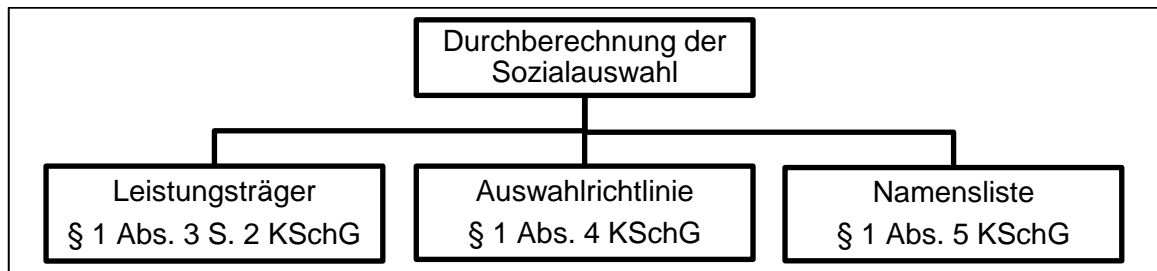 Durchberechnung der
Sozialauswahl
Leistungsträger
§ 1 Abs. 3 S. 2 KSchG
Auswahlrichtlinie
§ 1 Abs. 4 KSchG
Namensliste
§ 1 Abs. 5 KSchG